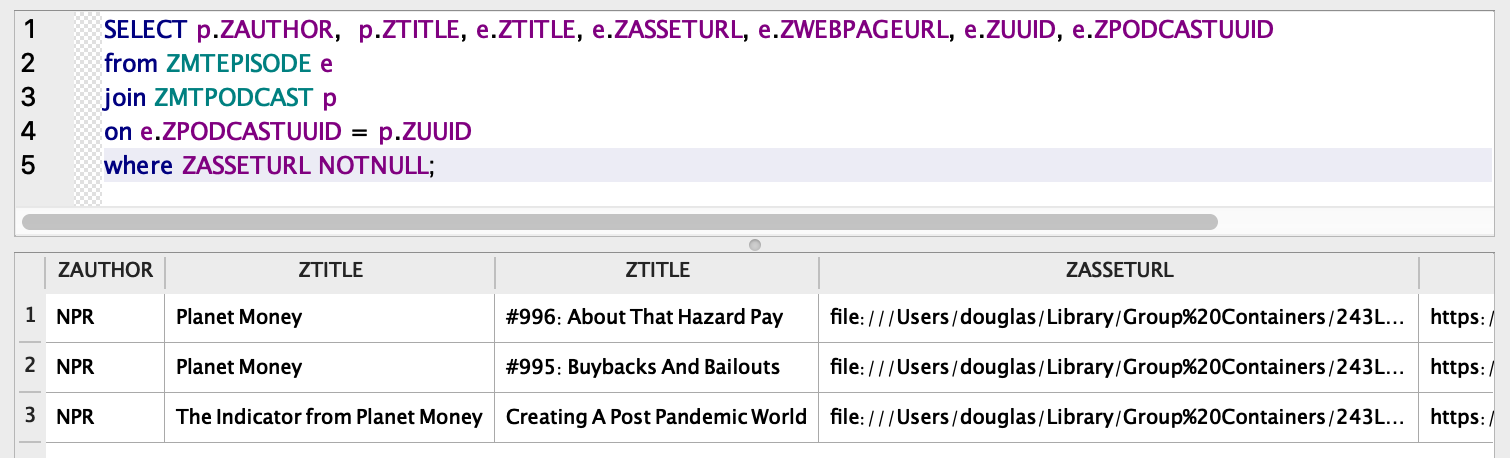 1 SELECT p.ZAUTHOR,  p.ZTITLE, e.ZTITLE, e.ZASSETURL, e.ZWEBPAGEURL, e.ZUUID, e.ZPODCASTUUID
2 from ZMTEPISODE e
3 join ZMTPODCAST p
4 on e.ZPODCASTUUID = p.ZUUID
5 where ZASSETURL NOTNULL;
ZAUTHOR ZTITLE ZTITLE ZASSETURL
1 NPR Planet Money #996: About That Hazard Pay file:///Users/douglas/Library/Group%20Containers/243L... https:/
2 NPR Planet Money #995: Buybacks And Bailouts file:///Users/douglas/Library/Group%20Containers/243L... https:/
3 NPR The Indicator from Planet Money Creating A Post Pandemic World file:///Users/douglas/Library/Group%20Containers/243L... https:/